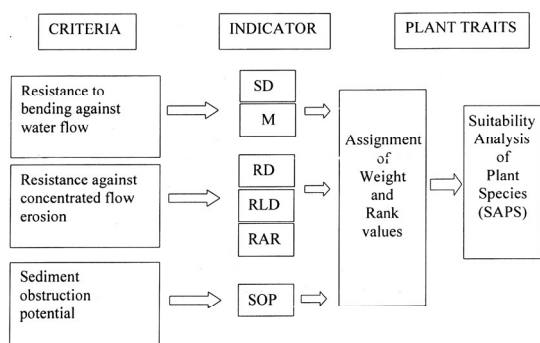 CRITERIA
INDICATOR
PLANT TRAITS
Resistance to
bending against
water flow
SD
M
Resistance against
concentrated flow
erosion
RD
RLD
RAR
Sediment
obstruction
potential
SOP
Assignment
of
Weight
and
Rank
values
Suitability
Analysis
of
Plant
Species
(SAPS)